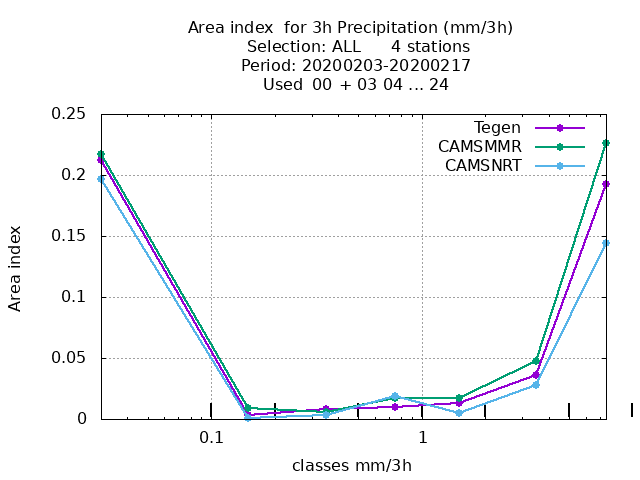 Area index  for 3h Precipitation (mm/3h)
Selection: ALL      4 stations
Period: 20200203-20200217
Used  00  + 03 04 ... 24
0.25
0.2
0.15
0.1
0.05
0
Area index
Tegen
CAMSMMR
CAMSNRT
0.1
1
classes mm/3h